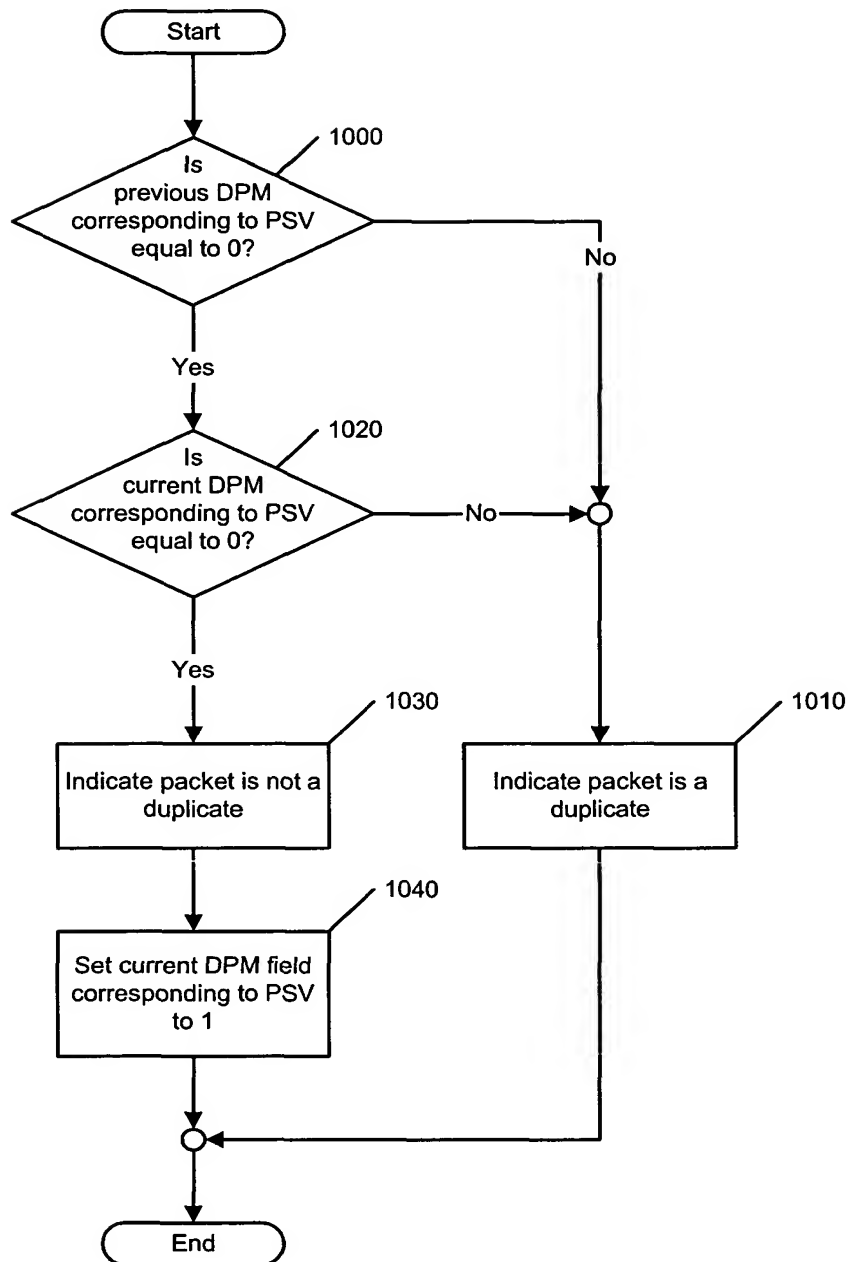 Start
1000
Is
previous DPM
corresponding to PSV
equal to 0?
No
Yes
1020
Is
current DPM
corresponding to PSV
equal to 0?
No
Yes
1030
1010
Indicate packet is not a
duplicate
Indicate packet is a
duplicate
1040
Set current DPM field
corresponding to PSV
to 1
End